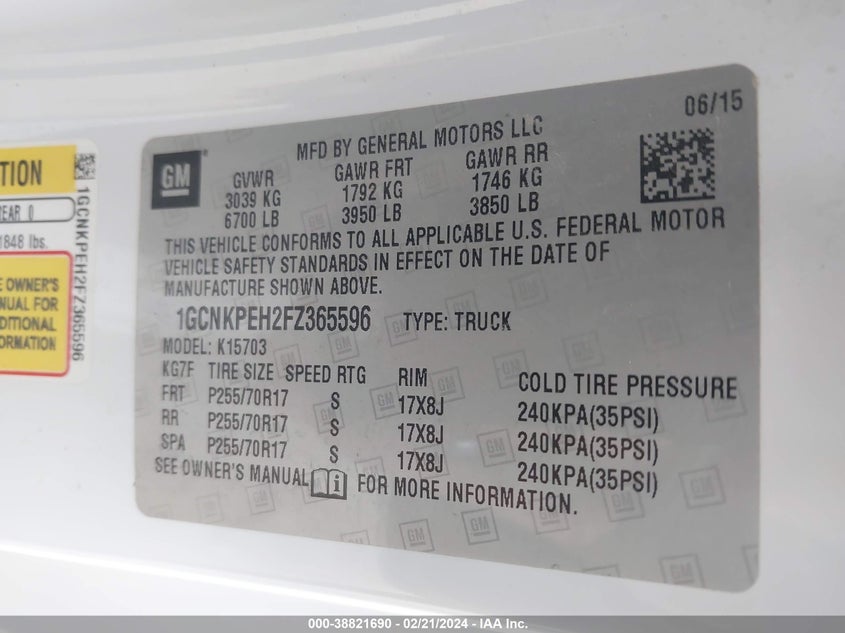 TION
REAR 0
1848 lbs.
E OWNER'S
NUAL FOR
DITIONAL
ORMATION
1GCNKPEH2FZ365596
06/15
GM
MFD BY GENERAL MOTORS LLC
GVWR GAWR FRT GAWR RR
3039 KG 1792 KG 1746 KG
6700 LB 3950 LB 3850 LB
THIS VEHICLE CONFORMS TO ALL APPLICABLE U.S. FEDERAL MOTOR
VEHICLE SAFETY STANDARDS IN EFFECT ON THE DATE OF
MANUFACTURE SHOWN ABOVE.
1GCNKPEH2FZ365596 TYPE: TRUCK
MODEL: K15703
KG7F TIRE SIZE SPEED RTG RIM COLD TIRE PRESSURE
FRT P255/70R17 S 17X8J 240KPA(35PSI)
RR P255/70R17 S 17X8J 240KPA(35PSI)
SPA P255/70R17 S 17X8J 240KPA(35PSI)
SEE OWNER'S MANUAL i FOR MORE INFORMATION.
000-38821690 - 02/21/2024 - IAA Inc.